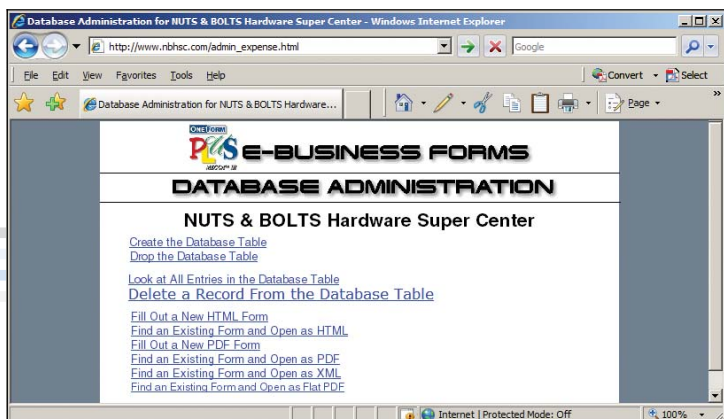 Database Administration for NUTS & BOLTS Hardware Super Center - Windows Internet Explorer
http://www.nbhsc.com/admin_expense.html
Google
File Edit View Favorites Tools Help
Convert
Select
Database Administration for NUTS & BOLTS Hardware...
Page
»
ONEFORM
PLUS E-BUSINESS FORMS
DATABASE ADMINISTRATION
NUTS & BOLTS Hardware Super Center
Create the Database Table
Drop the Database Table
Look at All Entries in the Database Table
Delete a Record From the Database Table
Fill Out a New HTML Form
Find an Existing Form and Open as HTML
Fill Out a New PDF Form
Find an Existing Form and Open as PDF
Find an Existing Form and Open as XML
Find an Existing Form and Open as Flat PDF
Internet | Protected Mode: Off
100%